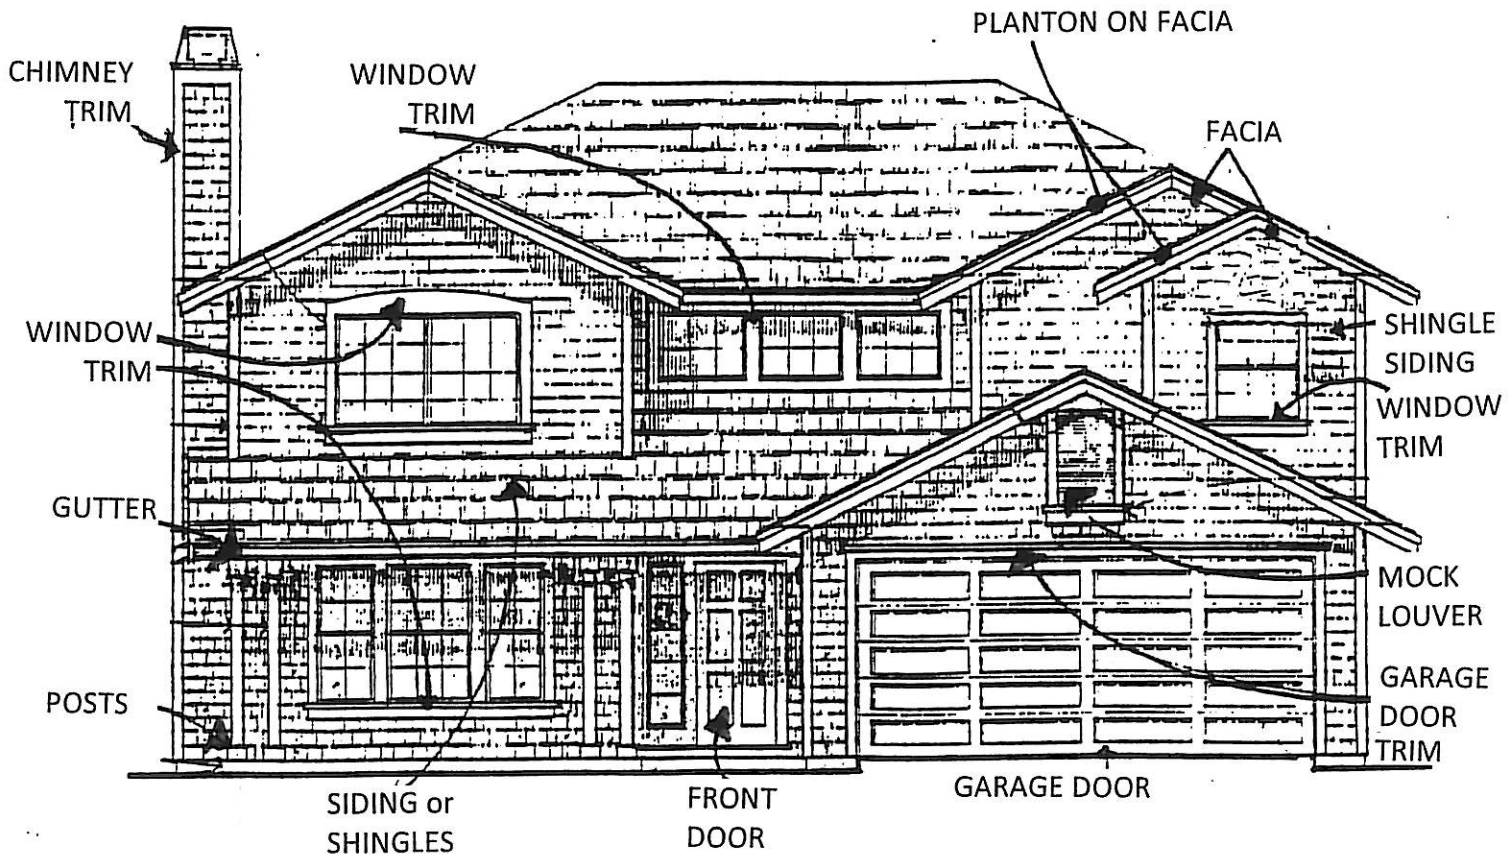 PLANTON ON FACIA
CHIMNEY
TRIM
WINDOW
TRIM
FACIA
WINDOW
TRIM
SHINGLE
SIDING
WINDOW
TRIM
GUTTER
MOCK
LOUVER
POSTS
GARAGE
DOOR
TRIM
SIDING or
SHINGLES
FRONT
DOOR
GARAGE DOOR